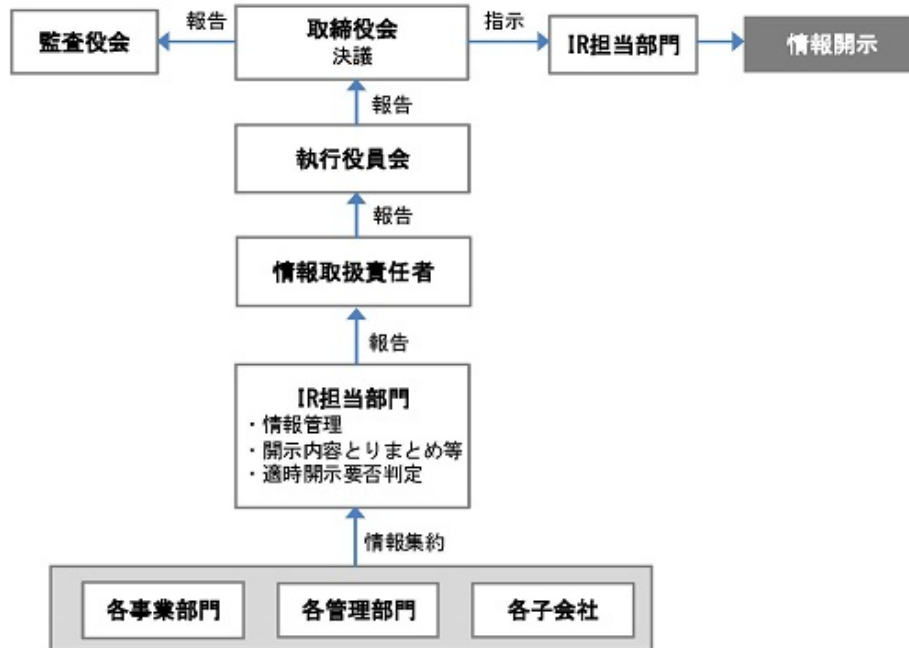 報告
指示
監査役会
取締役会
決議
IR担当部門
情報開示
報告
執行役員会
報告
情報取扱責任者
報告
IR担当部門
・情報管理
・開示内容とりまとめ等
・適時開示要否判定
情報集約
各事業部門
各管理部門
各子会社